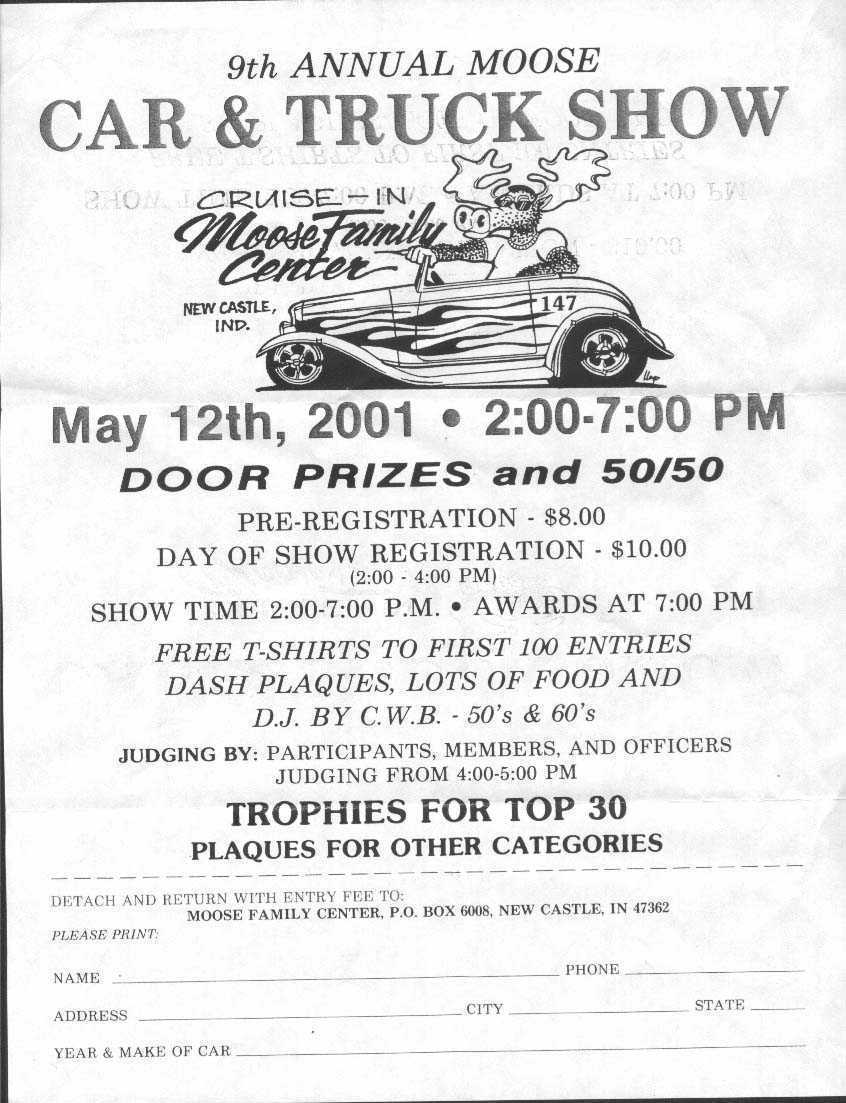 9th ANNUAL MOOSE
CAR & TRUCK SHOW
CRUISE-IN
Moose Family
Center
NEW CASTLE,
IND.
147
May 12th, 2001 • 2:00-7:00 PM
DOOR PRIZES and 50/50
PRE-REGISTRATION - $8.00
DAY OF SHOW REGISTRATION - $10.00
(2:00 - 4:00 PM)
SHOW TIME 2:00-7:00 P.M. • AWARDS AT 7:00 PM
FREE T-SHIRTS TO FIRST 100 ENTRIES
DASH PLAQUES, LOTS OF FOOD AND
D.J. BY C.W.B. - 50's & 60's
JUDGING BY: PARTICIPANTS, MEMBERS, AND OFFICERS
JUDGING FROM 4:00-5:00 PM
TROPHIES FOR TOP 30
PLAQUES FOR OTHER CATEGORIES
DETACH AND RETURN WITH ENTRY FEE TO:
MOOSE FAMILY CENTER, P.O. BOX 6008, NEW CASTLE, IN 47362
PLEASE PRINT:
NAME PHONE
ADDRESS CITY STATE
YEAR & MAKE OF CAR